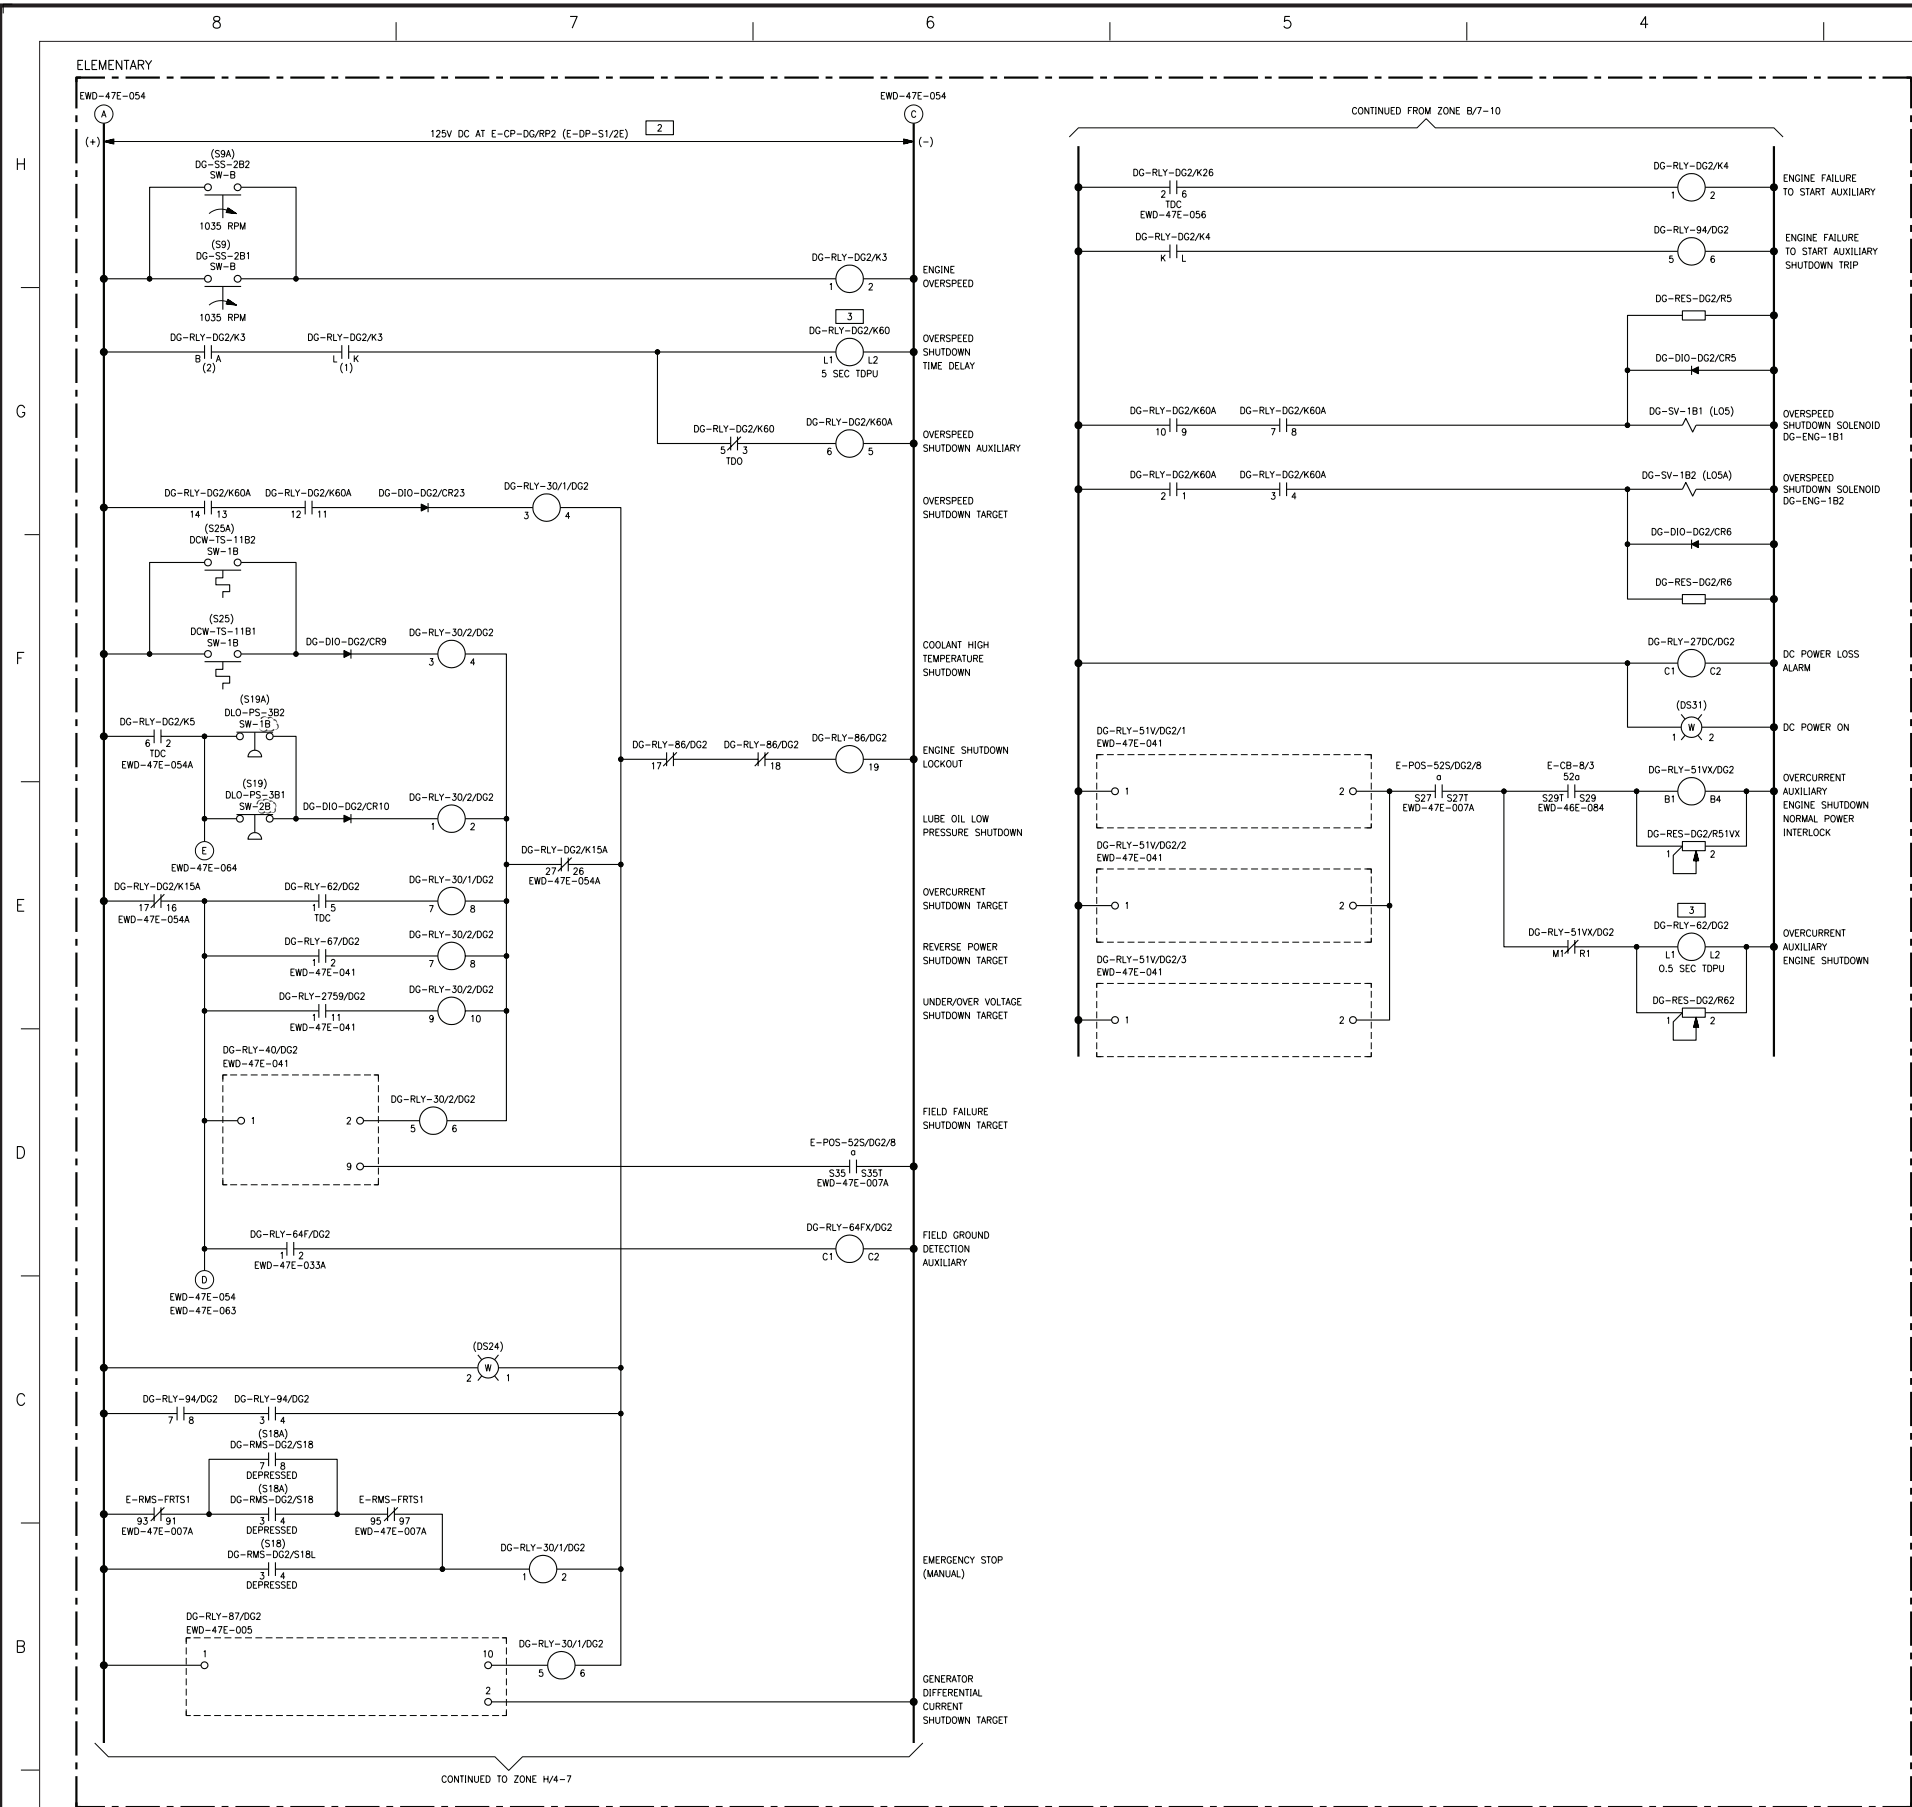 8 7 6 5 4
ELEMENTARY
EWD-47E-054
A
(+)
125V DC AT E-CP-DG/RP2 (E-DP-S1/2E)
2
EWD-47E-054
C
(-)
H
(S9A)
DG-SS-2B2
SW-B
1035 RPM
(S9)
DG-SS-2B1
SW-B
1035 RPM
DG-RLY-DG2/K3
1 2
ENGINE
OVERSPEED
DG-RLY-DG2/K3
B A
(2)
DG-RLY-DG2/K3
L K
(1)
3
DG-RLY-DG2/K60
L1 L2
5 SEC TDPU
OVERSPEED
SHUTDOWN
TIME DELAY
G
DG-RLY-DG2/K60
5 3
TDO
DG-RLY-DG2/K60A
6 5
OVERSPEED
SHUTDOWN AUXILIARY
DG-RLY-DG2/K60A
14 13
DG-RLY-DG2/K60A
12 11
DG-DIO-DG2/CR23
DG-RLY-30/1/DG2
3 4
OVERSPEED
SHUTDOWN TARGET
(S25A)
DCW-TS-11B2
SW-1B
(S25)
DCW-TS-11B1
SW-1B
DG-DIO-DG2/CR9
DG-RLY-30/2/DG2
3 4
F
COOLANT HIGH
TEMPERATURE
SHUTDOWN
DG-RLY-DG2/K5
6 2
TDC
EWD-47E-054A
(S19A)
DLO-PS-3B2
SW-1B
DG-RLY-86/DG2
17
DG-RLY-86/DG2
18
DG-RLY-86/DG2
19
ENGINE SHUTDOWN
LOCKOUT
(S19)
DLO-PS-3B1
SW-2B
DG-DIO-DG2/CR10
DG-RLY-30/2/DG2
1 2
LUBE OIL LOW
PRESSURE SHUTDOWN
E
EWD-47E-064
DG-RLY-DG2/K15A
27 26
EWD-47E-054A
DG-RLY-DG2/K15A
17 16
EWD-47E-054A
DG-RLY-62/DG2
1 5
TDC
DG-RLY-30/1/DG2
7 8
E
OVERCURRENT
SHUTDOWN TARGET
DG-RLY-67/DG2
1 2
EWD-47E-041
DG-RLY-30/2/DG2
7 8
REVERSE POWER
SHUTDOWN TARGET
DG-RLY-2759/DG2
1 11
EWD-47E-041
DG-RLY-30/2/DG2
9 10
UNDER/OVER VOLTAGE
SHUTDOWN TARGET
DG-RLY-40/DG2
EWD-47E-041
1 2
9
DG-RLY-30/2/DG2
5 6
FIELD FAILURE
SHUTDOWN TARGET
D
E-POS-52S/DG2/8
a
S35 S35T
EWD-47E-007A
DG-RLY-64F/DG2
1 2
EWD-47E-033A
DG-RLY-64FX/DG2
C1 C2
FIELD GROUND
DETECTION
AUXILIARY
D
EWD-47E-054
EWD-47E-063
(DS24)
W
2 1
C
DG-RLY-94/DG2
7 8
DG-RLY-94/DG2
3 4
(S18A)
DG-RMS-DG2/S18
7 8
DEPRESSED
E-RMS-FRTS1
93 91
EWD-47E-007A
(S18A)
DG-RMS-DG2/S18
3 4
DEPRESSED
E-RMS-FRTS1
95 97
EWD-47E-007A
(S18)
DG-RMS-DG2/S18L
3 4
DEPRESSED
DG-RLY-30/1/DG2
1 2
EMERGENCY STOP
(MANUAL)
B
DG-RLY-87/DG2
EWD-47E-005
1 10
2
DG-RLY-30/1/DG2
5 6
GENERATOR
DIFFERENTIAL
CURRENT
SHUTDOWN TARGET
CONTINUED TO ZONE H/4-7
CONTINUED FROM ZONE B/7-10
DG-RLY-DG2/K26
2 6
TDC
EWD-47E-056
DG-RLY-DG2/K4
1 2
ENGINE FAILURE
TO START AUXILIARY
DG-RLY-DG2/K4
K L
DG-RLY-94/DG2
5 6
ENGINE FAILURE
TO START AUXILIARY
SHUTDOWN TRIP
DG-RES-DG2/R5
DG-DIO-DG2/CR5
DG-RLY-DG2/K60A
10 9
DG-RLY-DG2/K60A
7 8
DG-SV-1B1 (LO5)
OVERSPEED
SHUTDOWN SOLENOID
DG-ENG-1B1
DG-RLY-DG2/K60A
2 1
DG-RLY-DG2/K60A
3 4
DG-SV-1B2 (LO5A)
OVERSPEED
SHUTDOWN SOLENOID
DG-ENG-1B2
DG-DIO-DG2/CR6
DG-RES-DG2/R6
DG-RLY-27DC/DG2
C1 C2
DC POWER LOSS
ALARM
(DS31)
W
1 2
DC POWER ON
DG-RLY-51V/DG2/1
EWD-47E-041
1 2
E-POS-52S/DG2/8
a
S27 S27T
EWD-47E-007A
E-CB-8/3
52a
S29T S29
EWD-46E-084
DG-RLY-51VX/DG2
B1 B4
OVERCURRENT
AUXILIARY
ENGINE SHUTDOWN
NORMAL POWER
INTERLOCK
DG-RES-DG2/R51VX
1 2
DG-RLY-51V/DG2/2
EWD-47E-041
1 2
3
DG-RLY-51VX/DG2
M1 R1
DG-RLY-62/DG2
L1 L2
0.5 SEC TDPU
OVERCURRENT
AUXILIARY
ENGINE SHUTDOWN
DG-RLY-51V/DG2/3
EWD-47E-041
1 2
DG-RES-DG2/R62
1 2